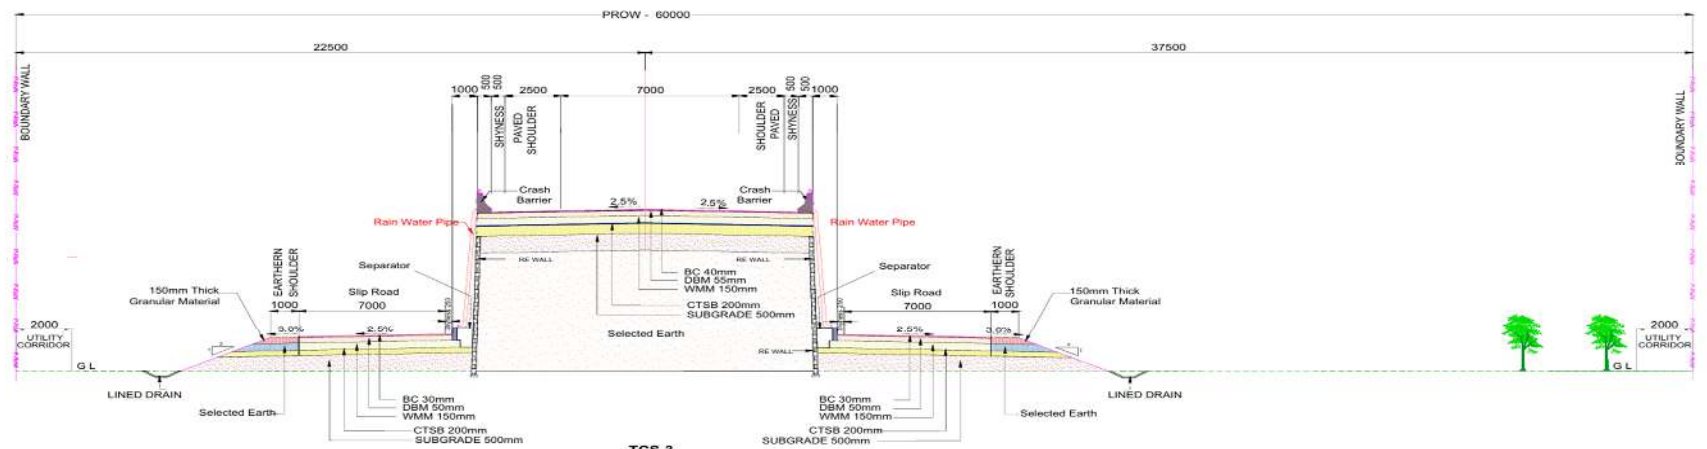 PROW - 60000
22500
37500
BOUNDARY WALL
BOUNDARY WALL
1000
500
500
2500
7000
2500
500
500
1000
SHYNESS
PAVED
SHOULDER
SHOULDER
PAVED
SHYNESS
Crash
Barrier
2.5%
2.5%
Crash
Barrier
Rain Water Pipe
Rain Water Pipe
RE WALL
RE WALL
Separator
Separator
BC 40mm
DBM 55mm
WMM 150mm
CTSB 200mm
SUBGRADE 500mm
Selected Earth
RE WALL
EARTHERN
SHOULDER
EARTHERN
SHOULDER
150mm Thick
Granular Material
Slip Road
1000
7000
Slip Road
7000
1000
150mm Thick
Granular Material
3.0%
2.5%
2.5%
3.0%
2000
UTILITY
CORRIDOR
2000
UTILITY
CORRIDOR
G L
G L
LINED DRAIN
LINED DRAIN
Selected Earth
Selected Earth
BC 30mm
DBM 50mm
WMM 150mm
CTSB 200mm
SUBGRADE 500mm
BC 30mm
DBM 50mm
WMM 150mm
CTSB 200mm
SUBGRADE 500mm